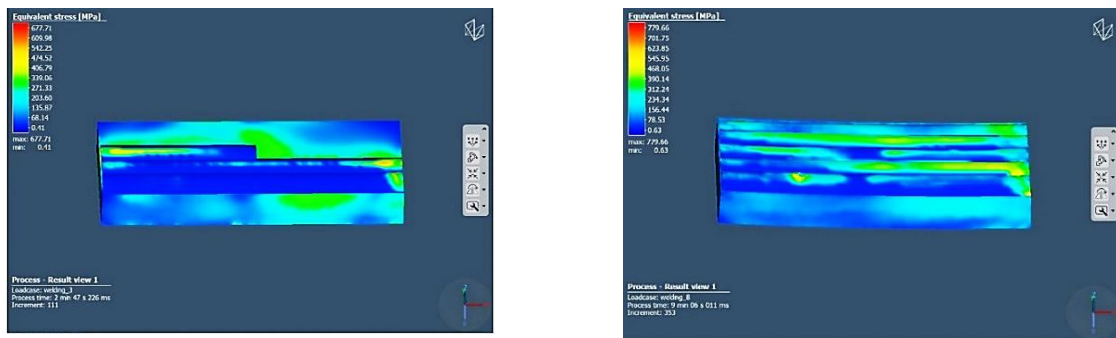 Equivalent stress [MPa]
677.71
609.98
542.25
474.52
406.79
339.06
271.33
203.60
135.87
68.14
0.41
max: 677.71
min: 0.41
Process - Result view 1
Loadcase: welding_3
Process time: 2 min 47 s 226 ms
Increment: 111
Equivalent stress [MPa]
779.66
701.75
623.85
545.95
468.05
390.14
312.24
234.34
156.44
78.53
0.63
max: 779.66
min: 0.63
Process - Result view 1
Loadcase: welding_8
Process time: 9 min 06 s 011 ms
Increment: 353